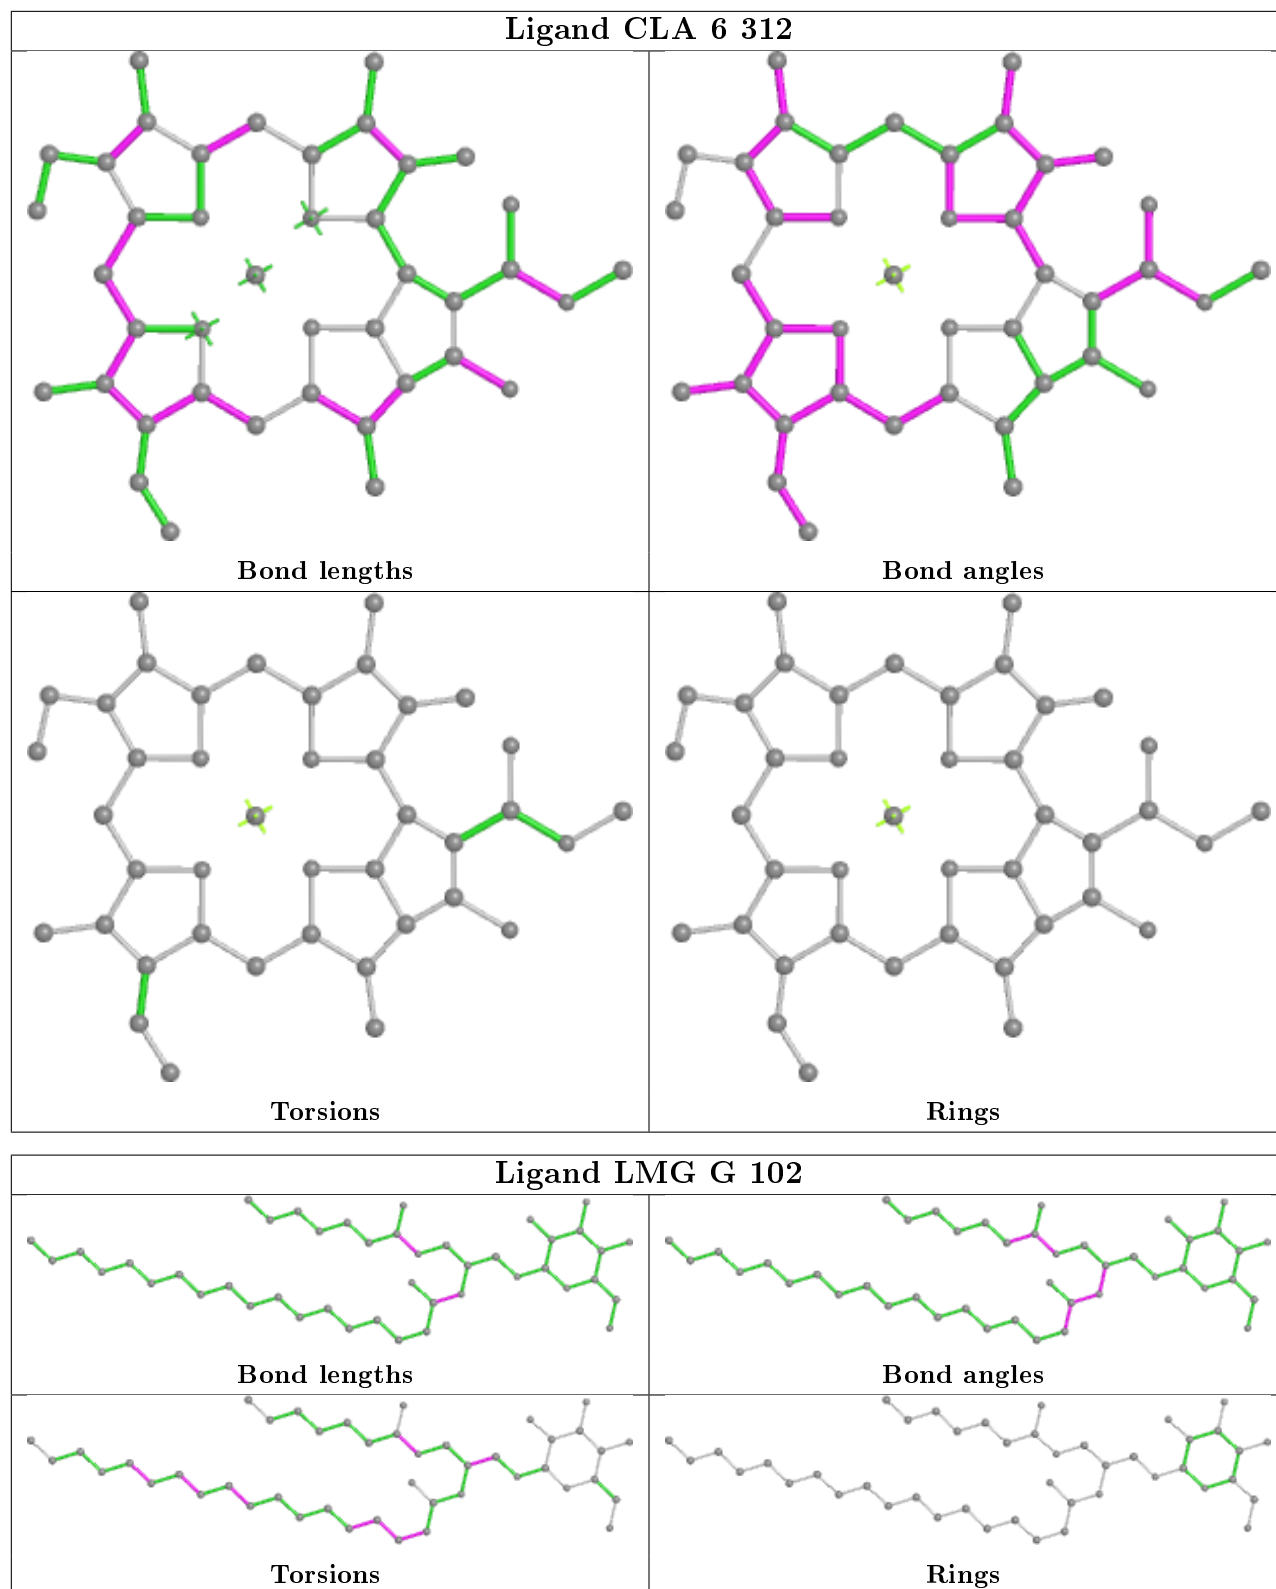 Ligand CLA 6 312
Bond lengths
Bond angles
Torsions
Rings
Ligand LMG G 102
Bond lengths
Bond angles
Torsions
Rings